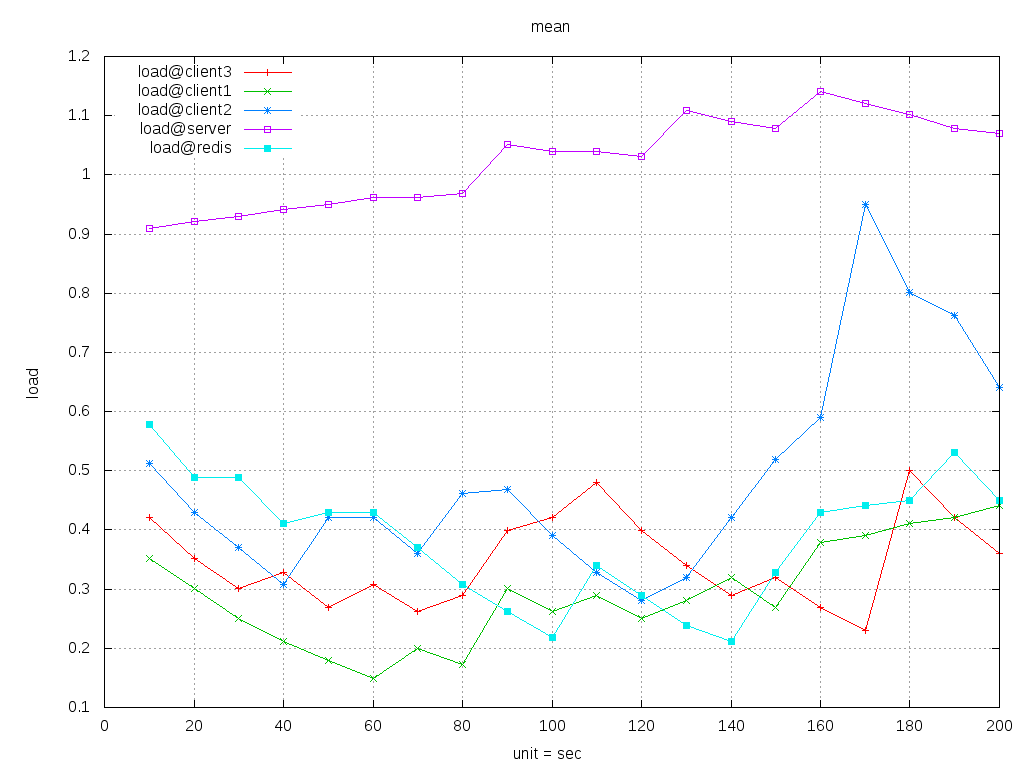 mean
load@client3
load@client1
load@client2
load@server
load@redis
1.2
1.1
1
0.9
0.8
0.7
0.6
0.5
0.4
0.3
0.2
0.1
load
0 20 40 60 80 100 120 140 160 180 200
unit = sec